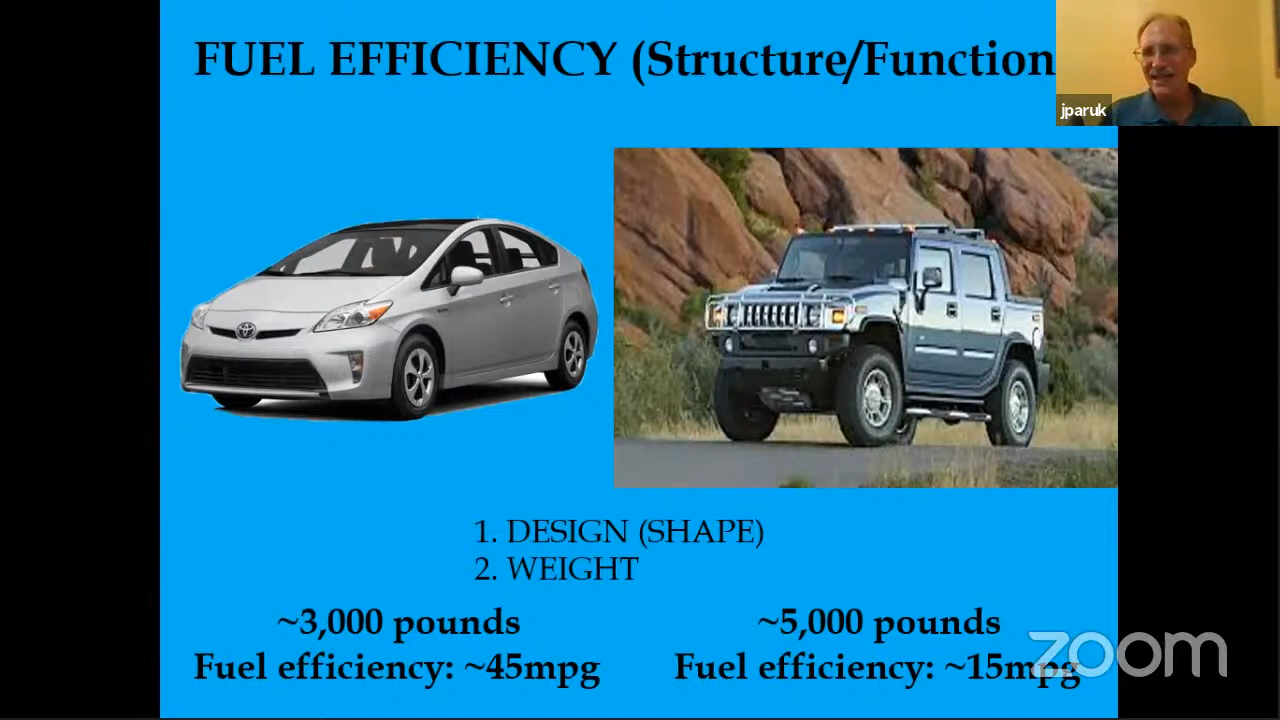 FUEL EFFICIENCY (Structure/Function
jparuk
1. DESIGN (SHAPE)
2. WEIGHT
~3,000 pounds
~5,000 pounds
Fuel efficiency: ~45mpg
Fuel efficiency: ~15mpg
zoom